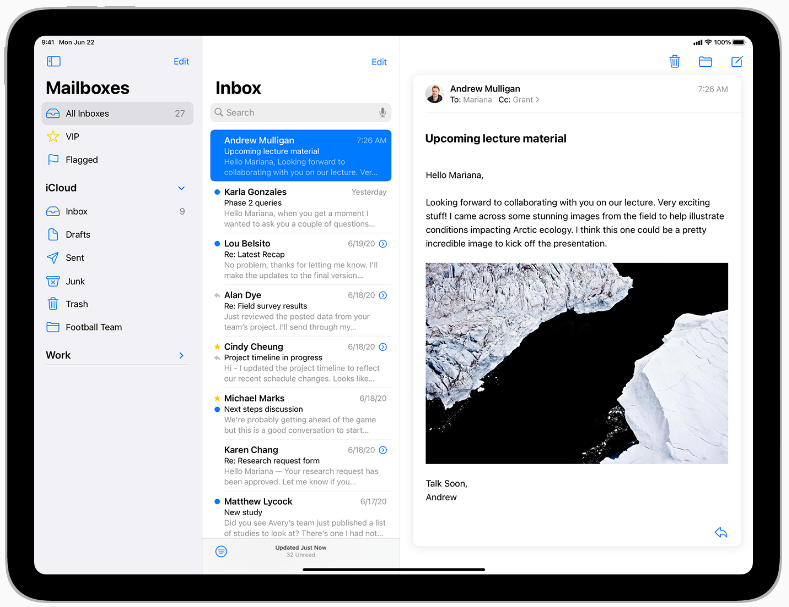 9:41 Mon Jun 22
100%
Edit
Mailboxes
All Inboxes 27
VIP
Flagged
iCloud
Inbox 9
Drafts
Sent
Junk
Trash
Football Team
Work
Edit
Inbox
Search
Andrew Mulligan 7:26 AM
Upcoming lecture material
Hello Mariana, Looking forward to
collaborating with you on our lecture. Ver...
Karla Gonzales Yesterday
Phase 2 queries
Hello Mariana, when you get a moment I
wanted to ask you a couple of questions...
Lou Belsito 6/19/20
Re: Latest Recap
No problem, thanks for letting me know. I'll
make the updates to the final version...
Alan Dye 6/18/20
Re: Field survey results
Just reviewed the posted data from your
team's project. I'll send through my...
Cindy Cheung 6/18/20
Project timeline in progress
Hi - I updated the project timeline to reflect
our recent schedule changes. Looks like...
Michael Marks 6/18/20
Next steps discussion
We're probably getting ahead of the game
but this is a good conversation to start...
Karen Chang 6/18/20
Re: Research request form
Hello Mariana — Your research request has
been approved. Let me know if you...
Matthew Lycock 6/17/20
New study
Did you see Avery's team just published a list
of studies to look at? There's one I had not...
Updated Just Now
32 Unread
Andrew Mulligan 7:26 AM
To: Mariana Cc: Grant
Upcoming lecture material
Hello Mariana,
Looking forward to collaborating with you on our lecture. Very exciting
stuff! I came across some stunning images from the field to help illustrate
conditions impacting Arctic ecology. I think this one could be a pretty
incredible image to kick off the presentation.
Talk Soon,
Andrew